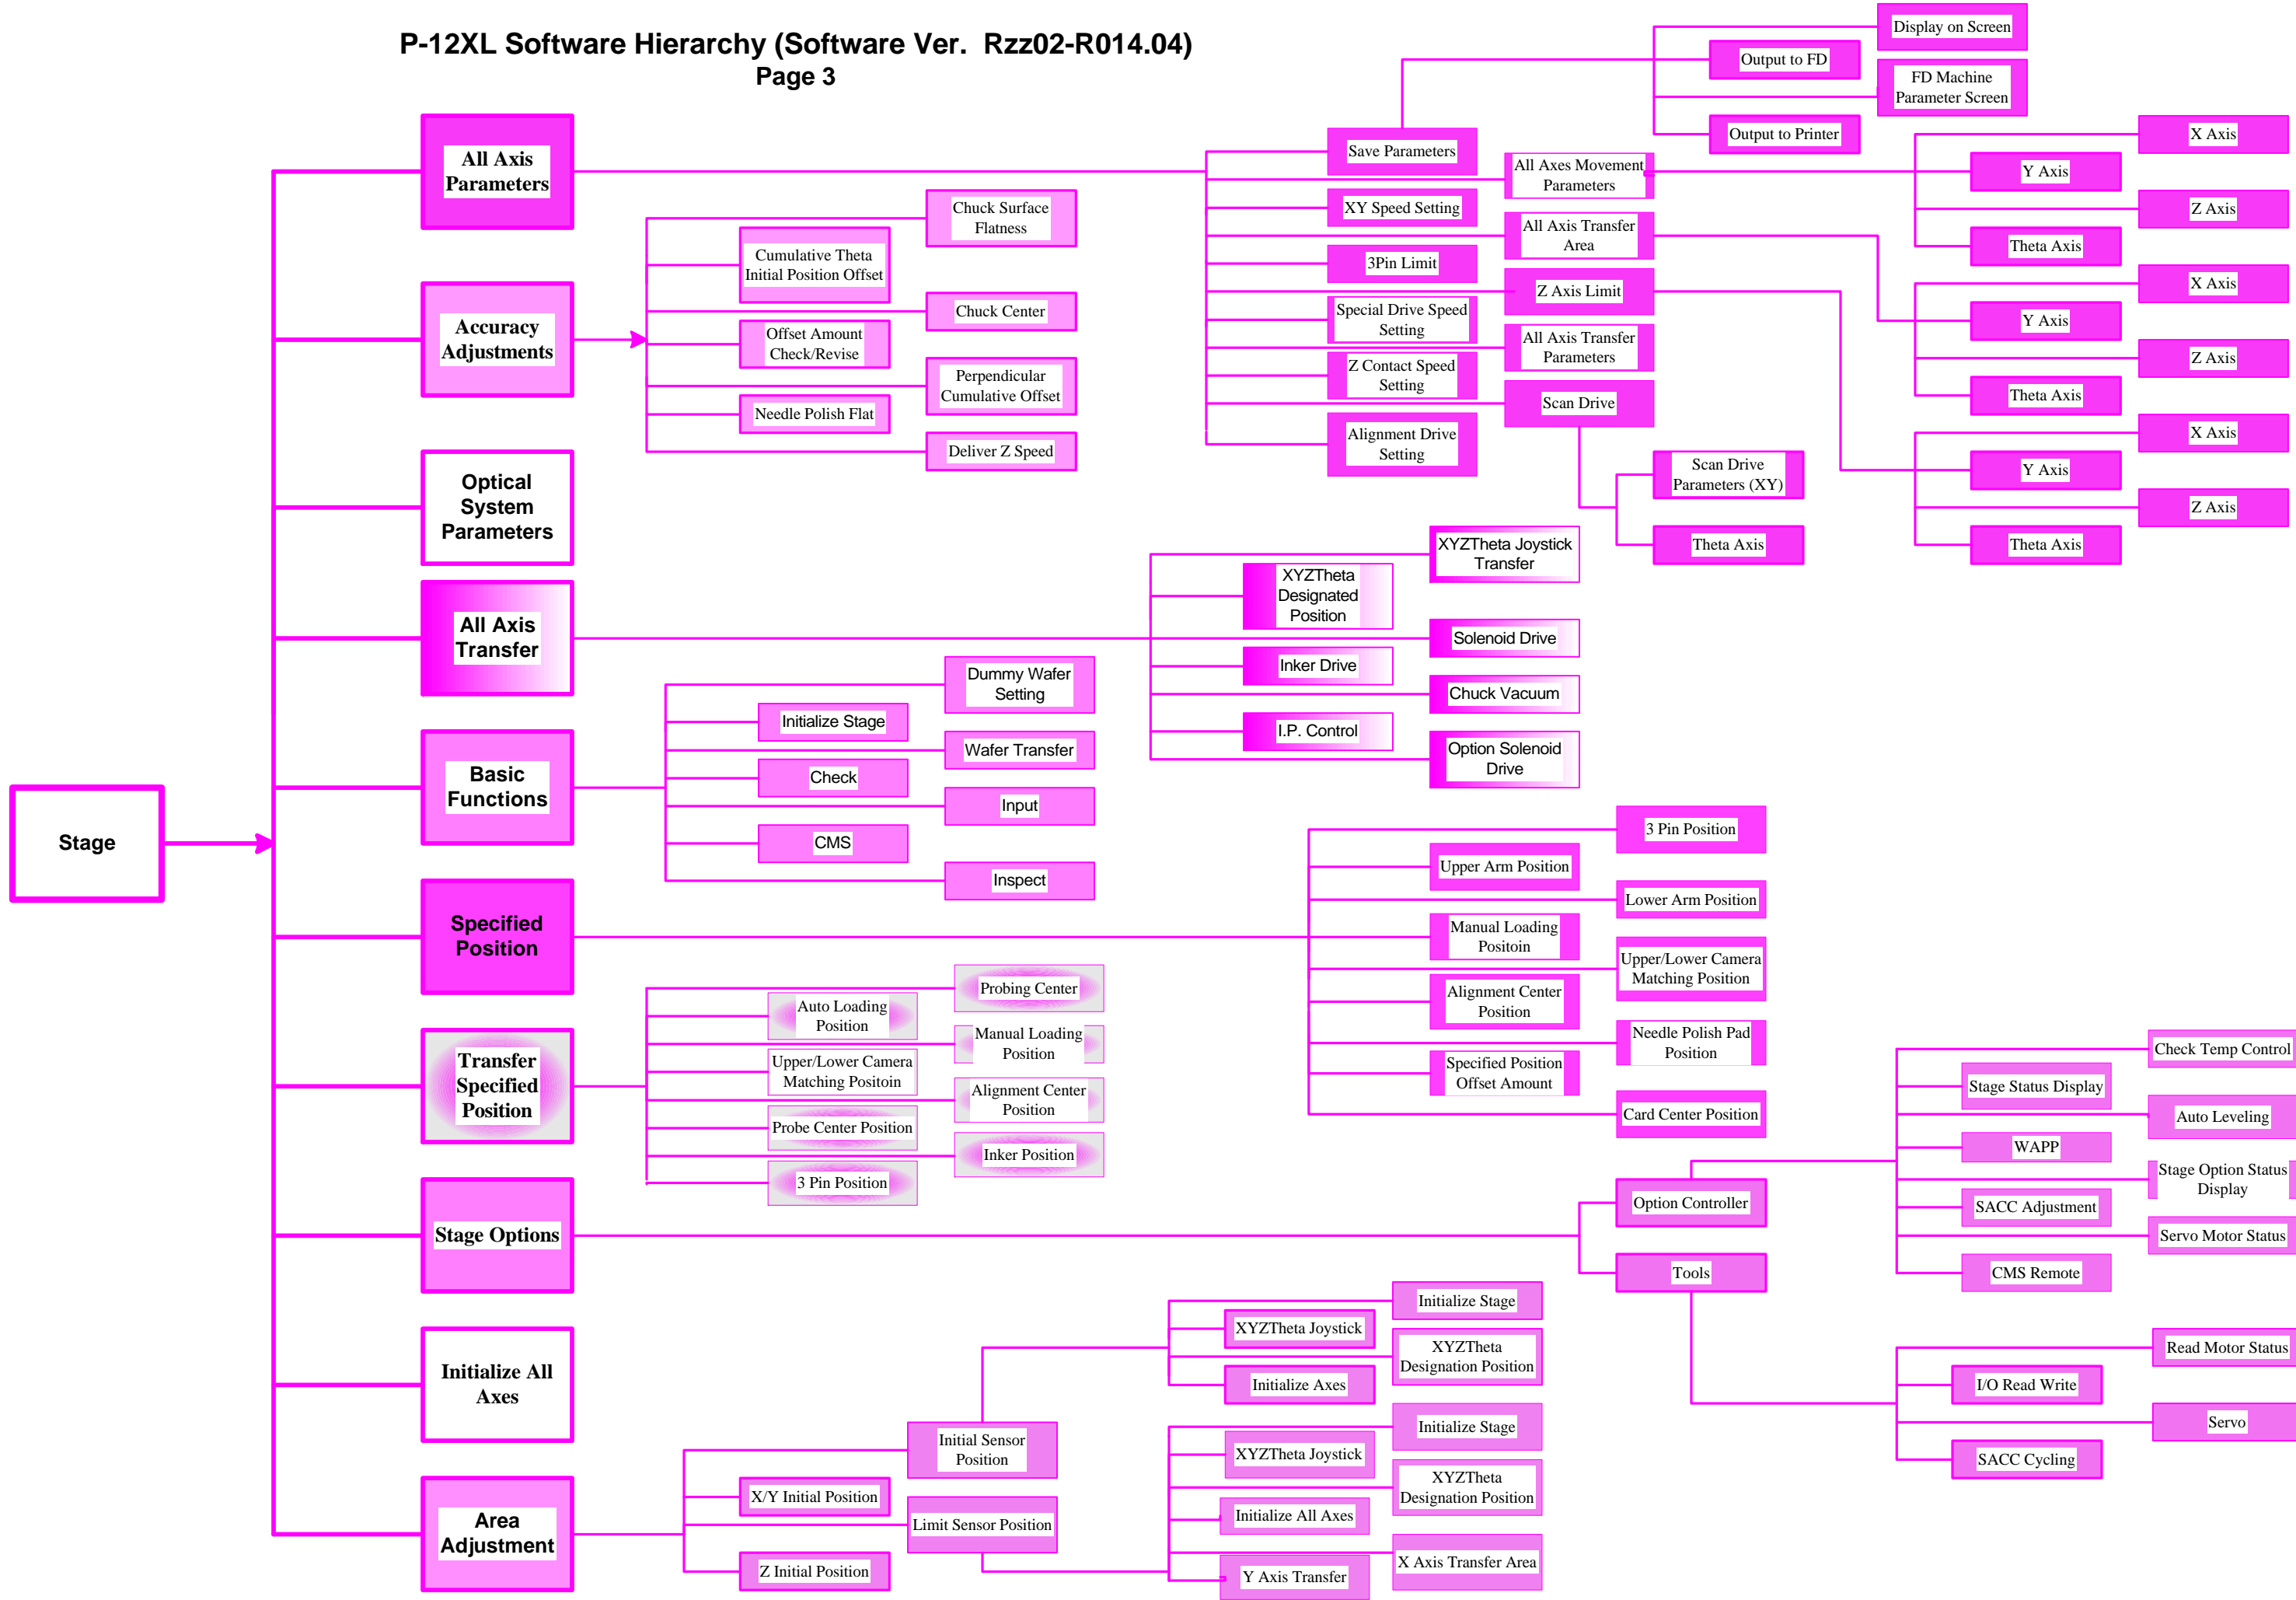 P-12XL Software Hierarchy (Software Ver. Rzz02-R014.04)
Page 3
Stage
All Axis
Parameters
Save Parameters
Output to FD
Display on Screen
FD Machine
Parameter Screen
Output to Printer
All Axes Movement
Parameters
X Axis
Y Axis
Z Axis
Theta Axis
XY Speed Setting
All Axis Transfer
Area
X Axis
Y Axis
Z Axis
Theta Axis
3Pin Limit
Z Axis Limit
X Axis
Y Axis
Z Axis
Theta Axis
Special Drive Speed
Setting
All Axis Transfer
Parameters
Z Contact Speed
Setting
Scan Drive
Scan Drive
Parameters (XY)
Theta Axis
Alignment Drive
Setting
Accuracy
Adjustments
Chuck Surface
Flatness
Cumulative Theta
Initial Position Offset
Chuck Center
Offset Amount
Check/Revise
Perpendicular
Cumulative Offset
Needle Polish Flat
Deliver Z Speed
Optical
System
Parameters
All Axis
Transfer
XYZTheta Joystick
Transfer
XYZTheta
Designated
Position
Solenoid Drive
Inker Drive
Chuck Vacuum
I.P. Control
Option Solenoid
Drive
Basic
Functions
Dummy Wafer
Setting
Initialize Stage
Wafer Transfer
Check
Input
CMS
Inspect
Specified
Position
3 Pin Position
Upper Arm Position
Lower Arm Position
Manual Loading
Positoin
Upper/Lower Camera
Matching Position
Alignment Center
Position
Needle Polish Pad
Position
Specified Position
Offset Amount
Card Center Position
Transfer
Specified
Position
Probing Center
Auto Loading
Position
Manual Loading
Position
Upper/Lower Camera
Matching Positoin
Alignment Center
Position
Probe Center Position
Inker Position
3 Pin Position
Stage Options
Option Controller
Check Temp Control
Stage Status Display
Auto Leveling
WAPP
Stage Option Status
Display
SACC Adjustment
Servo Motor Status
CMS Remote
Tools
Read Motor Status
I/O Read Write
Servo
SACC Cycling
Initialize All
Axes
Area
Adjustment
Initial Sensor
Position
Initialize Stage
XYZTheta Joystick
XYZTheta
Designation Position
Initialize Axes
X/Y Initial Position
Limit Sensor Position
Initialize Stage
XYZTheta Joystick
XYZTheta
Designation Position
Initialize All Axes
X Axis Transfer Area
Y Axis Transfer
Z Initial Position